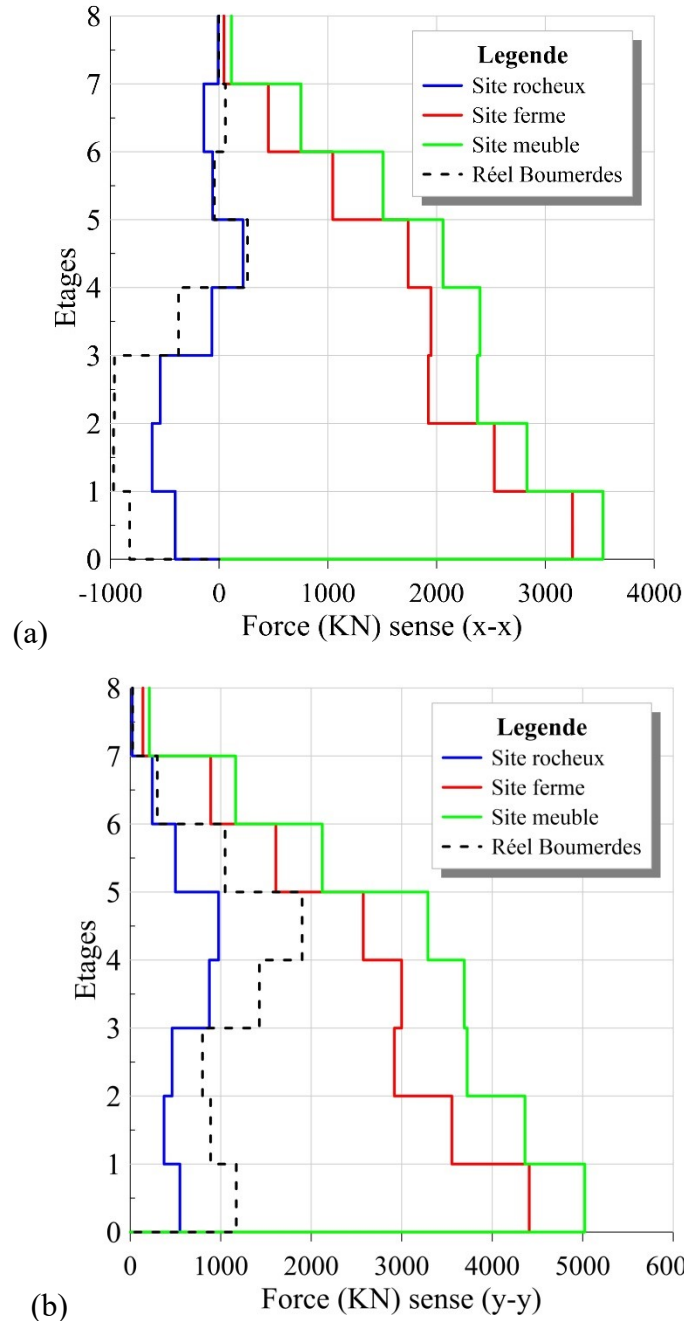 8
7
6
5
4
3
2
1
0
Etages
Legende
Site rocheux
Site ferme
Site meuble
Réel Boumerdes
-1000 0 1000 2000 3000 4000
Force (KN) sense (x-x)
(a)
8
7
6
5
4
3
2
1
0
Etages
Legende
Site rocheux
Site ferme
Site meuble
Réel Boumerdes
0 1000 2000 3000 4000 5000 600
Force (KN) sense (y-y)
(b)